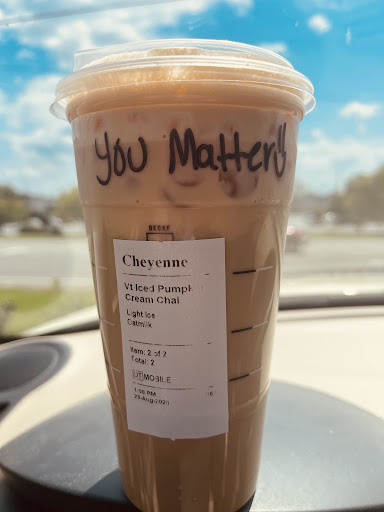 You Matter :)
DECAF
Cheyenne
Vt Iced Pumpk
Cream Chai
Light Ice
Oatmilk
Item: 2 of 2
Total: 2
MOBILE